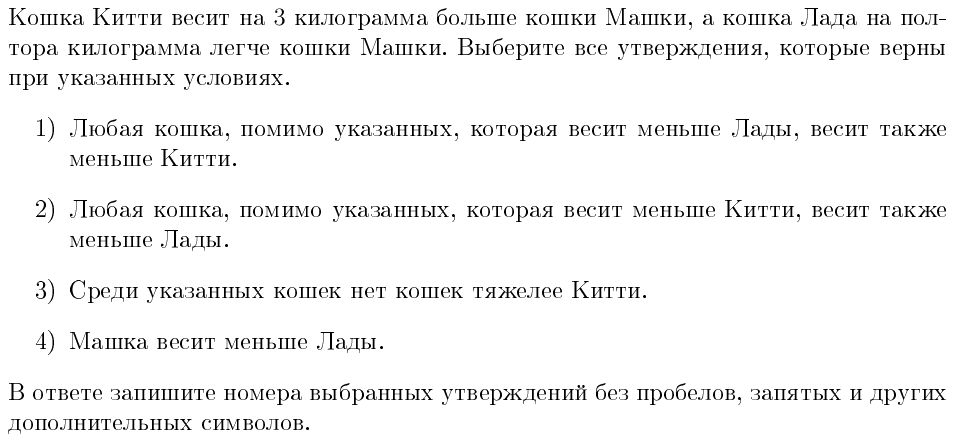 Кошка Китти весит на 3 килограмма больше кошки Машки, а кошка Лада на пол-
тора килограмма легче кошки Машки. Выберите все утверждения, которые верны
при указанных условиях.
1) Любая кошка, помимо указанных, которая весит меньше Лады, весит также
меньше Китти.
2) Любая кошка, помимо указанных, которая весит меньше Китти, весит также
меньше Лады.
3) Среди указанных кошек нет кошек тяжелее Китти.
4) Машка весит меньше Лады.
В ответе запишите номера выбранных утверждений без пробелов, запятых и других
дополнительных символов.